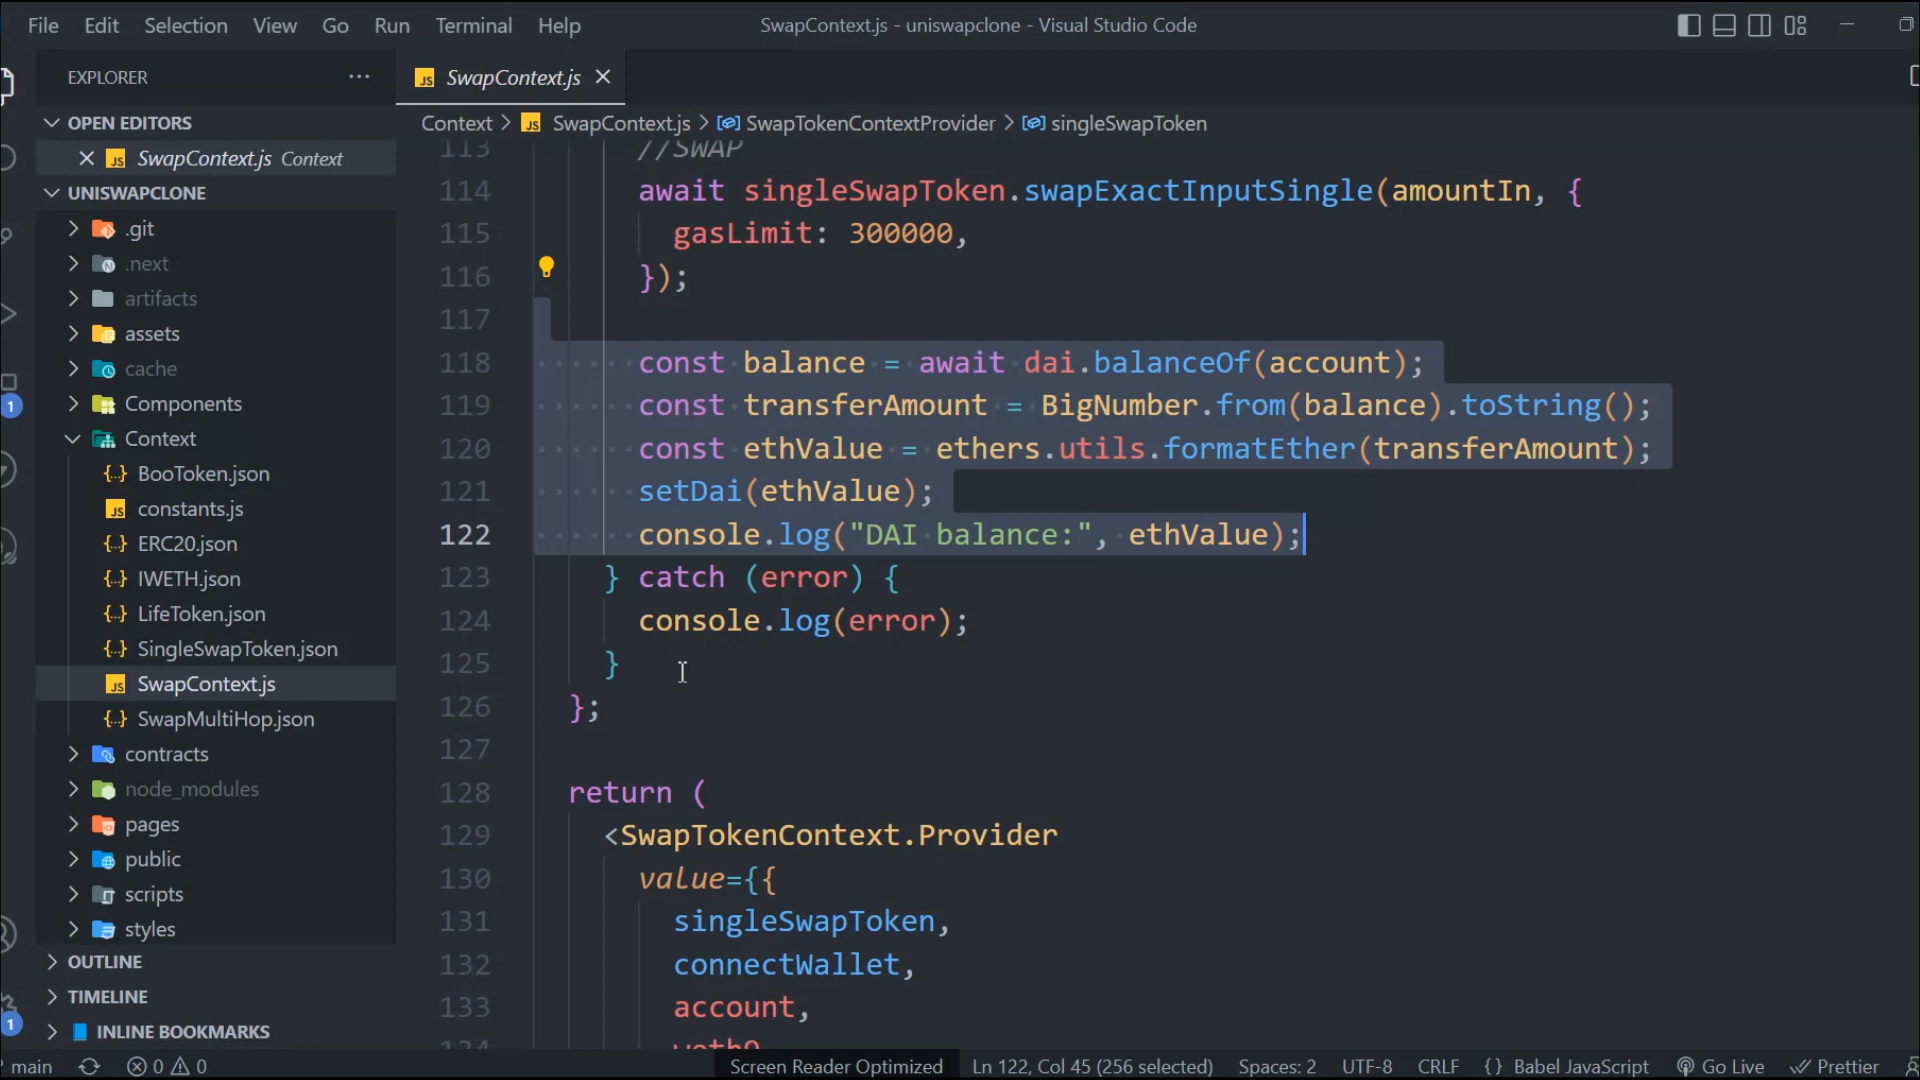 File Edit Selection View Go Run Terminal Help
SwapContext.js - uniswapclone - Visual Studio Code
EXPLORER
OPEN EDITORS
SwapContext.js Context
UNISWAPCLONE
.git
.next
artifacts
assets
cache
Components
Context
BooToken.json
constants.js
ERC20.json
IWETH.json
LifeToken.json
SingleSwapToken.json
SwapContext.js
SwapMultiHop.json
contracts
node_modules
pages
public
scripts
styles
OUTLINE
TIMELINE
INLINE BOOKMARKS
1
1
SwapContext.js
Context > JS SwapContext.js > SwapTokenContextProvider > singleSwapToken
113 //SWAP
114 await singleSwapToken.swapExactInputSingle(amountIn, {
115 gasLimit: 300000,
116 });
117
118 const balance = await dai.balanceOf(account);
119 const transferAmount = BigNumber.from(balance).toString();
120 const ethValue = ethers.utils.formatEther(transferAmount);
121 setDai(ethValue);
122 console.log("DAI balance:", ethValue);
123 } catch (error) {
124 console.log(error);
125 }
126 };
127
128 return (
129 <SwapTokenContext.Provider
130 value={{
131 singleSwapToken,
132 connectWallet,
133 account,
main 0 0 Screen Reader Optimized Ln 122, Col 45 (256 selected) Spaces: 2 UTF-8 CRLF {} Babel JavaScript Go Live Prettier